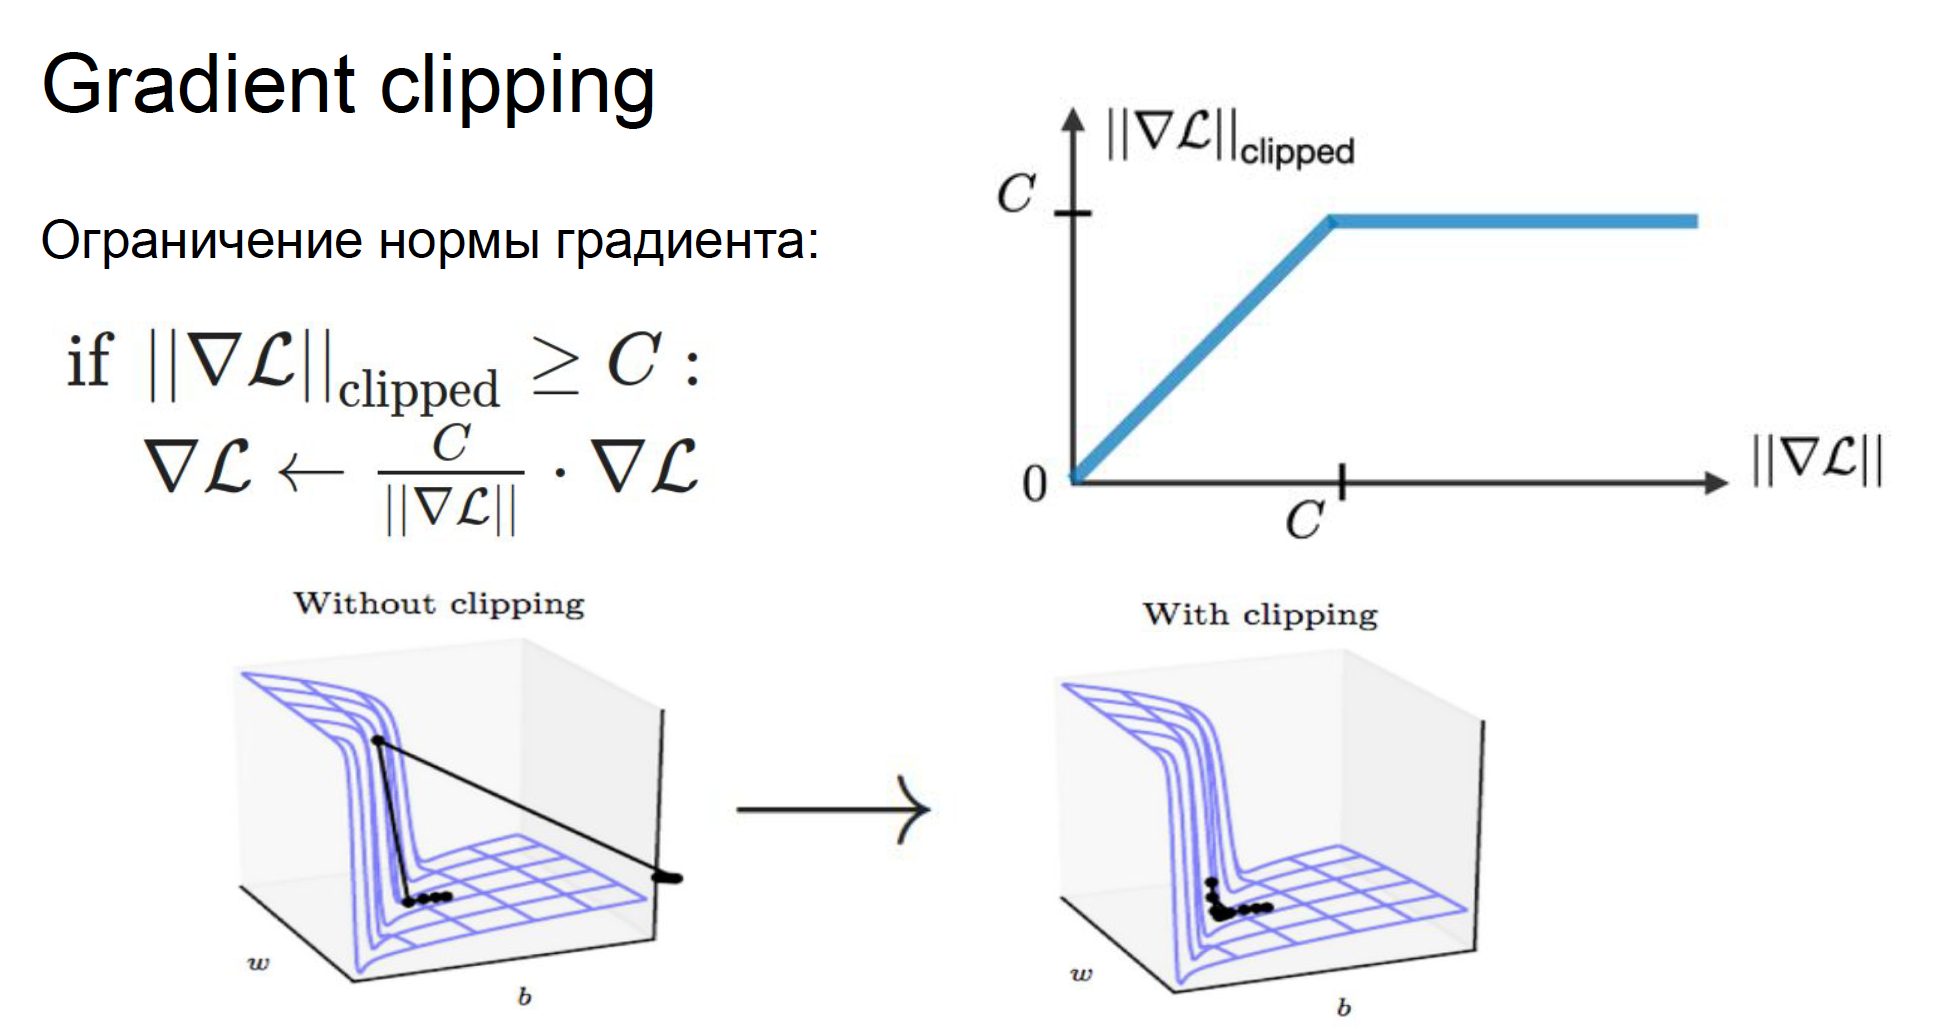 Gradient clipping
Ограничение нормы градиента:
if ||∇ℒ||clipped ≥ C :
∇ℒ ← C / ||∇ℒ|| · ∇ℒ
||∇ℒ||clipped
C
0
C
||∇ℒ||
Without clipping
w
b
With clipping
w
b